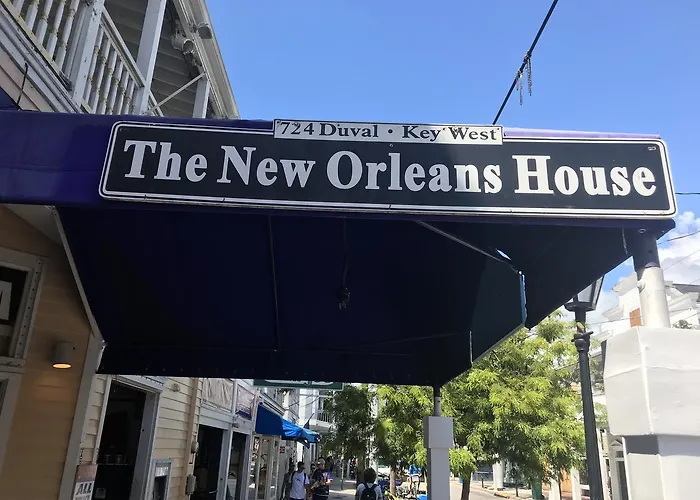 724 Duval • Key West
The New Orleans House